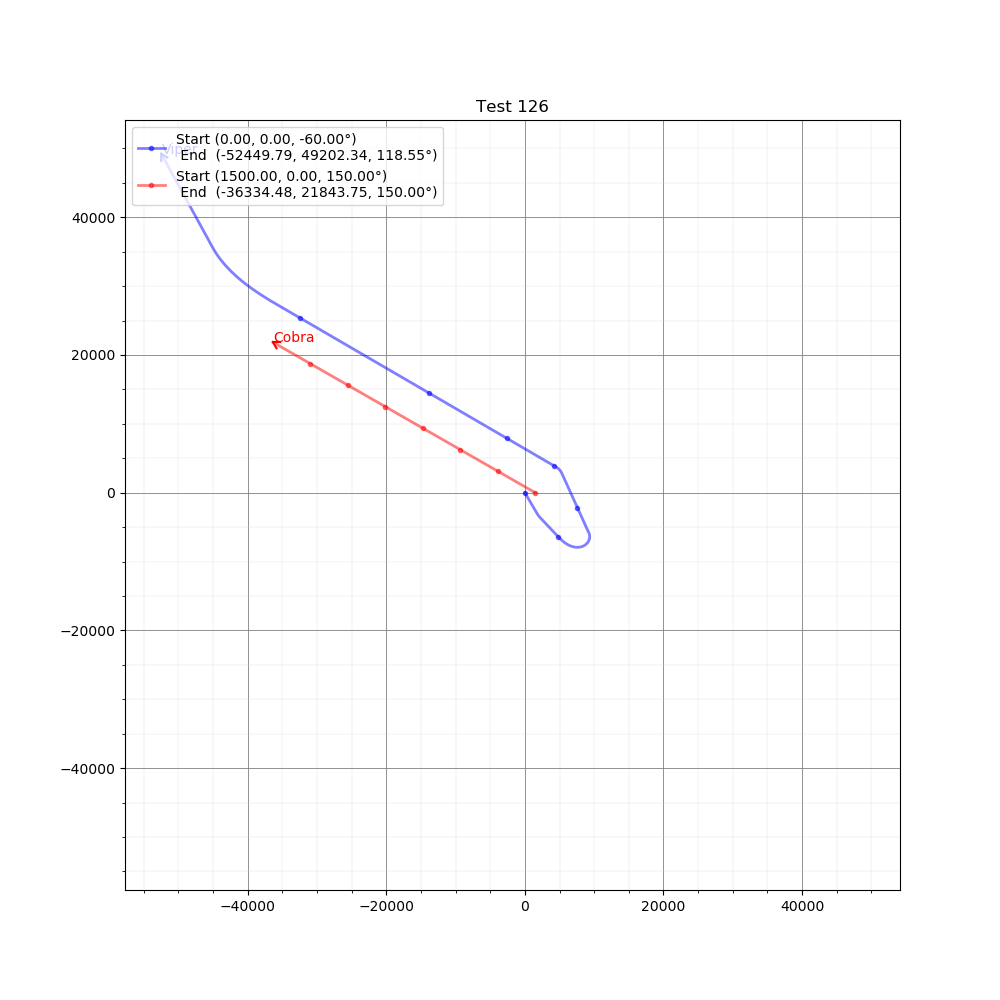 Test 126
Viper
Start (0.00, 0.00, -60.00°)
End  (-52449.79, 49202.34, 118.55°)
Start (1500.00, 0.00, 150.00°)
End  (-36334.48, 21843.75, 150.00°)
40000
Cobra
20000
0
−20000
−40000
−40000 −20000 0 20000 40000